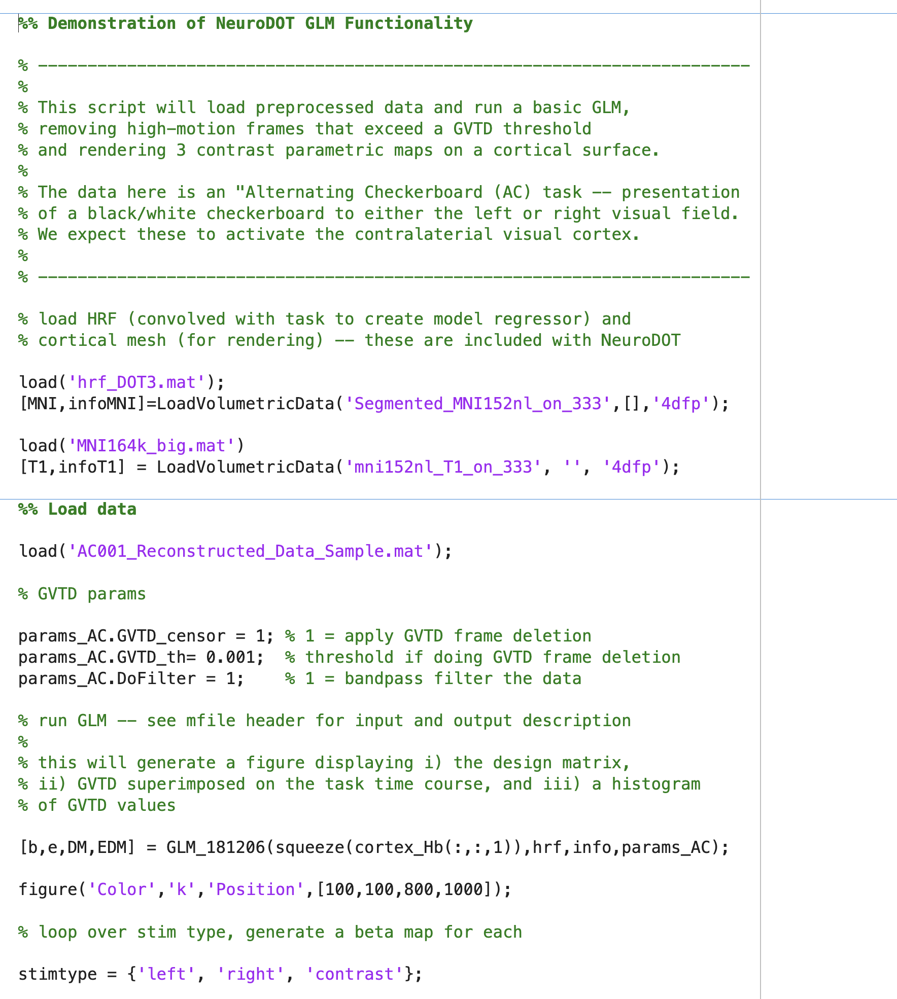 %% Demonstration of NeuroDOT GLM Functionality
% ------------------------------------------------------------------------
%
% This script will load preprocessed data and run a basic GLM,
% removing high-motion frames that exceed a GVTD threshold
% and rendering 3 contrast parametric maps on a cortical surface.
%
% The data here is an "Alternating Checkerboard (AC) task -- presentation
% of a black/white checkerboard to either the left or right visual field.
% We expect these to activate the contralaterial visual cortex.
%
% ------------------------------------------------------------------------
% load HRF (convolved with task to create model regressor) and
% cortical mesh (for rendering) -- these are included with NeuroDOT
load('hrf_DOT3.mat');
[MNI,infoMNI]=LoadVolumetricData('Segmented_MNI152nl_on_333',[],'4dfp');
load('MNI164k_big.mat')
[T1,infoT1] = LoadVolumetricData('mni152nl_T1_on_333', '', '4dfp');
%% Load data
load('AC001_Reconstructed_Data_Sample.mat');
% GVTD params
params_AC.GVTD_censor = 1; % 1 = apply GVTD frame deletion
params_AC.GVTD_th= 0.001;  % threshold if doing GVTD frame deletion
params_AC.DoFilter = 1;    % 1 = bandpass filter the data
% run GLM -- see mfile header for input and output description
%
% this will generate a figure displaying i) the design matrix,
% ii) GVTD superimposed on the task time course, and iii) a histogram
% of GVTD values
[b,e,DM,EDM] = GLM_181206(squeeze(cortex_Hb(:,:,1)),hrf,info,params_AC);
figure('Color','k','Position',[100,100,800,1000]);
% loop over stim type, generate a beta map for each
stimtype = {'left', 'right', 'contrast'};